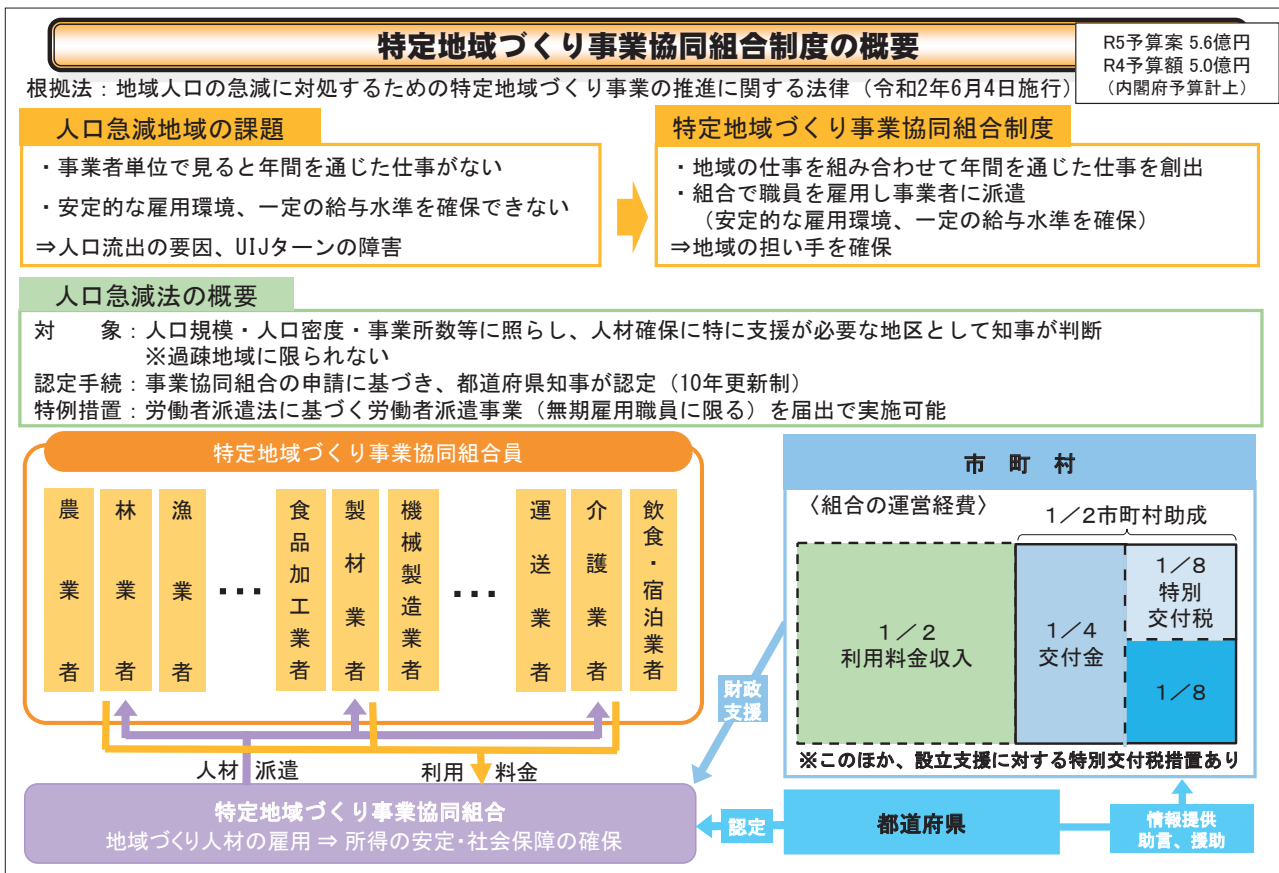 特定地域づくり事業協同組合制度の概要
R5予算案 5.6億円
R4予算額 5.0億円
(内閣府予算計上)
根拠法：地域人口の急減に対処するための特定地域づくり事業の推進に関する法律（令和2年6月4日施行）
人口急減地域の課題
・事業者単位で見ると年間を通じた仕事がない
・安定的な雇用環境、一定の給与水準を確保できない
⇒人口流出の要因、UIJターンの障害
特定地域づくり事業協同組合制度
・地域の仕事を組み合わせて年間を通じた仕事を創出
・組合で職員を雇用し事業者に派遣
（安定的な雇用環境、一定の給与水準を確保）
⇒地域の担い手を確保
人口急減法の概要
対　　象：人口規模・人口密度・事業所数等に照らし、人材確保に特に支援が必要な地区として知事が判断
※過疎地域に限られない
認定手続：事業協同組合の申請に基づき、都道府県知事が認定（10年更新制）
特例措置：労働者派遣法に基づく労働者派遣事業（無期雇用職員に限る）を届出で実施可能
特定地域づくり事業協同組合員
農業者
林業者
漁業者
…
食品加工業者
製材業者
機械製造業者
…
運送業者
介護業者
飲食・宿泊業者
人材派遣
利用料金
特定地域づくり事業協同組合
地域づくり人材の雇用 ⇒ 所得の安定・社会保障の確保
市町村
〈組合の運営経費〉
1／2市町村助成
1／2
利用料金収入
1／4
交付金
1／8
特別
交付税
1／8
※このほか、設立支援に対する特別交付税措置あり
財政
支援
認定
都道府県
情報提供
助言、援助